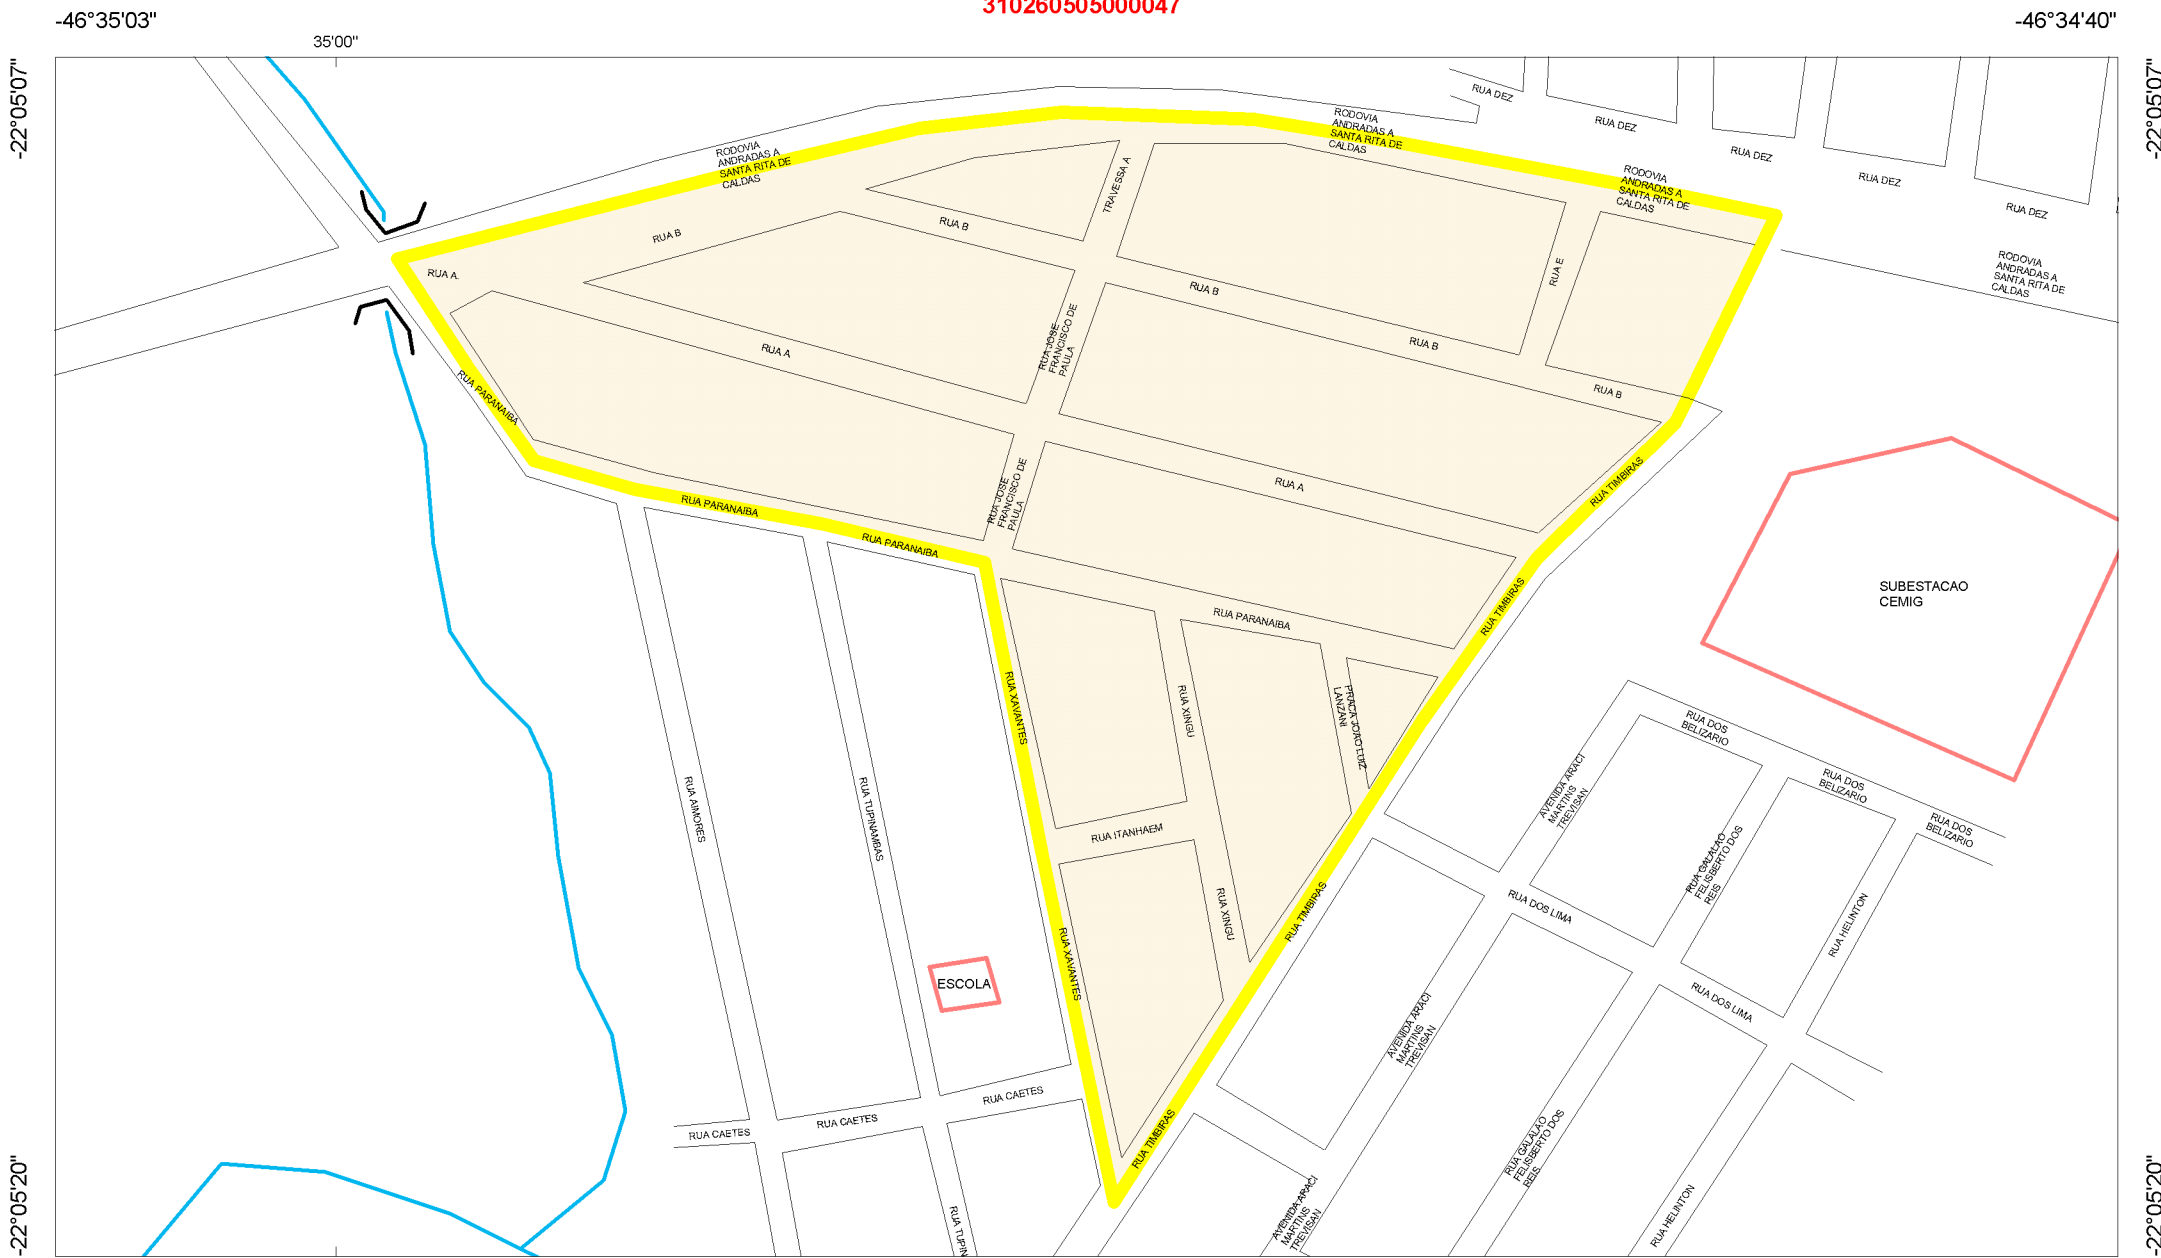 310260505000047
-46°35'03"
-46°34'40"
35'00"
-22°05'07"
-22°05'07"
RUA DEZ
RUA DEZ
RUA DEZ
RUA DEZ
RUA DEZ
RODOVIA
ANDRADAS A
SANTA RITA DE
CALDAS
RODOVIA
ANDRADAS A
SANTA RITA DE
CALDAS
RODOVIA
ANDRADAS A
SANTA RITA DE
CALDAS
RODOVIA
ANDRADAS A
SANTA RITA DE
CALDAS
TRAVESSA A
RUA B
RUA B
RUA A
RUA E
RUA B
RUA B
RUA B
RUA A
RUA JOSE
FRANCISCO DE
PAULA
RUA PARANAIBA
RUA JOSE
FRANCISCO DE
PAULA
RUA A
RUA TIMBIRAS
RUA PARANAIBA
RUA PARANAIBA
RUA PARANAIBA
RUA TIMBIRAS
SUBESTACAO
CEMIG
RUA XAVANTES
RUA XINGU
PRACA JOAO LUIZ
LANZANI
RUA DOS
BELIZARIO
RUA DOS
BELIZARIO
RUA DOS
BELIZARIO
AVENIDA ARACI
MARTINS
TREVISAN
RUA AIMORES
RUA TUPINAMBAS
RUA ITANHAEM
RUA GALALAO
FELISBERTO DOS
REIS
RUA XINGU
RUA TIMBIRAS
RUA DOS LIMA
RUA HELINTON
RUA XAVANTES
ESCOLA
RUA DOS LIMA
AVENIDA ARACI
MARTINS
TREVISAN
RUA CAETES
RUA CAETES
RUA CAETES
RUA TIMBIRAS
RUA GALALAO
FELISBERTO DOS
REIS
AVENIDA ARACI
MARTINS
TREVISAN
RUA HELINTON
RUA TUPIN
-22°05'20"
-22°05'20"